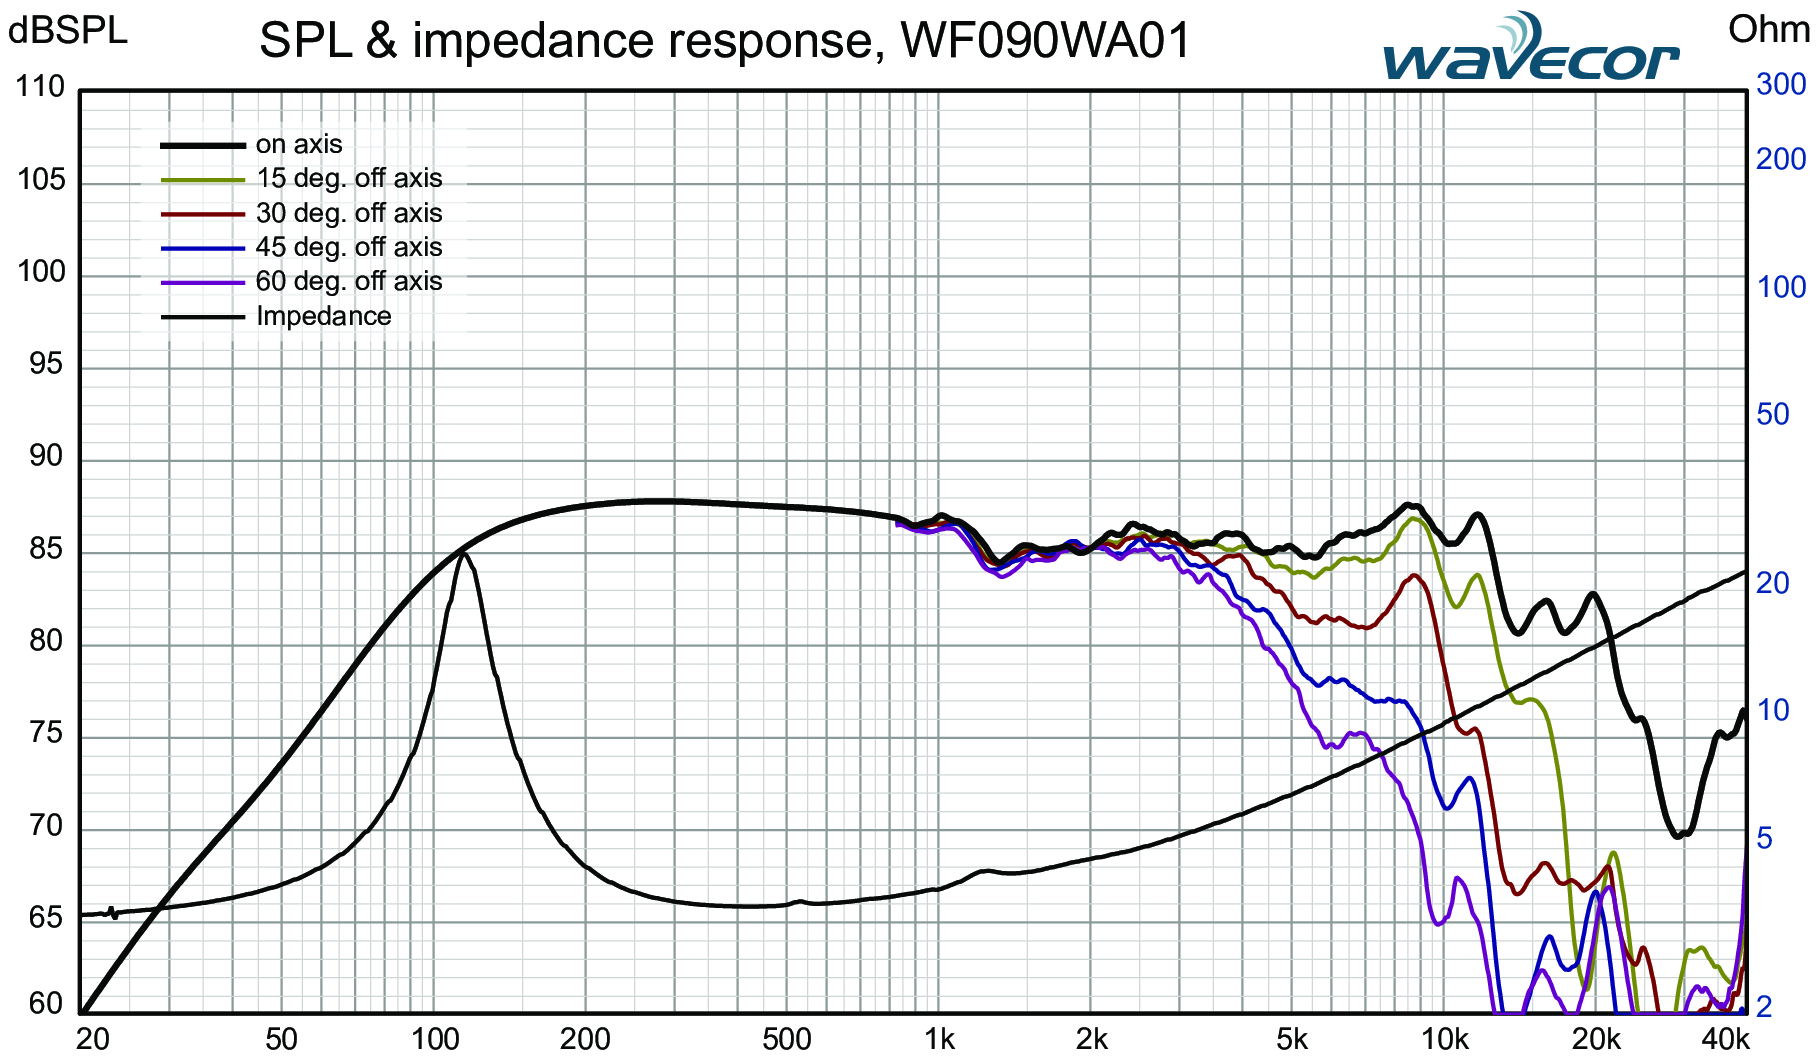 dBSPL
SPL & impedance response, WF090WA01
wavecor
Ohm
110
105
100
95
90
85
80
75
70
65
60
on axis
15 deg. off axis
30 deg. off axis
45 deg. off axis
60 deg. off axis
Impedance
300
200
100
50
20
10
5
2
20 50 100 200 500 1k 2k 5k 10k 20k 40k